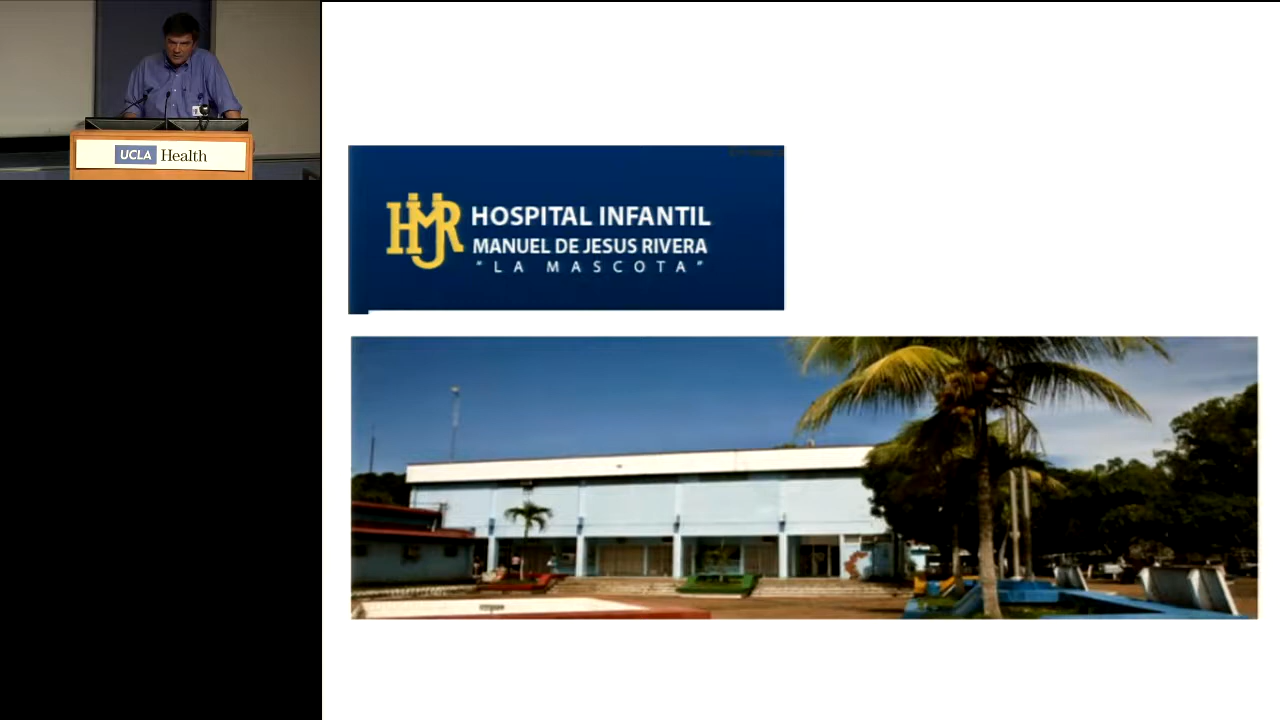 UCLA Health
HMJR
HOSPITAL INFANTIL
MANUEL DE JESUS RIVERA
"LA MASCOTA"